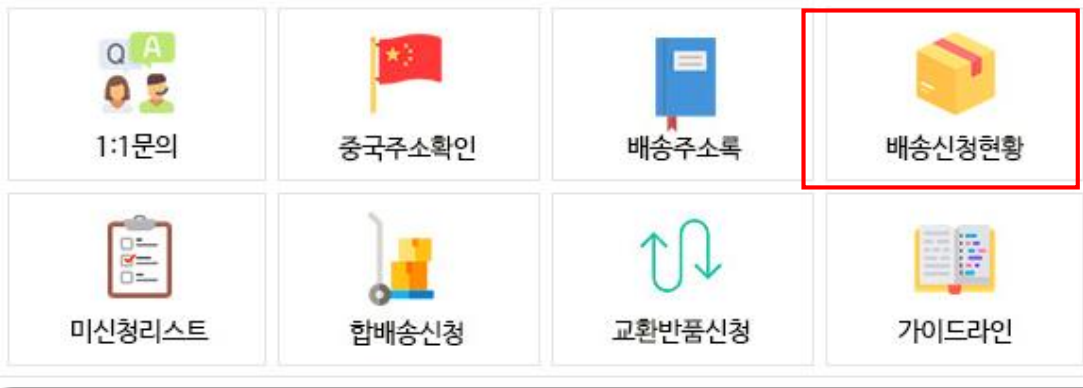 Q A
1:1문의
중국주소확인
배송주소록
배송신청현황
미신청리스트
합배송신청
교환반품신청
가이드라인